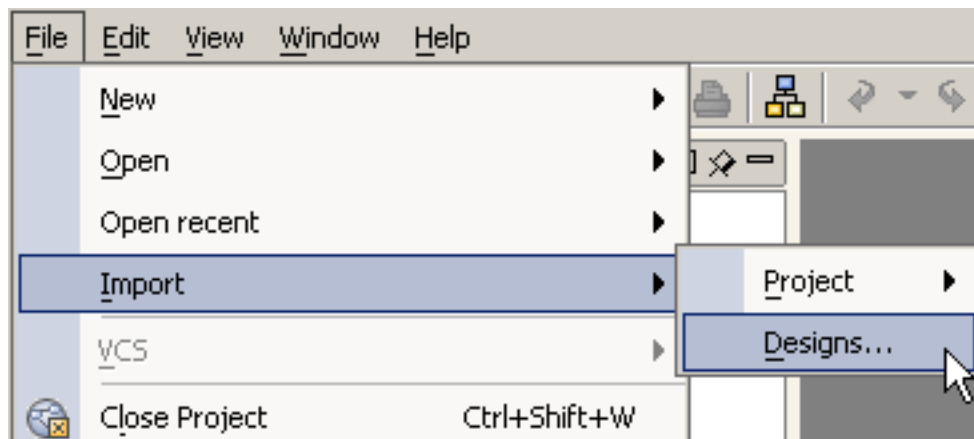 File Edit View Window Help
New
Open
Open recent
Import
Project
Designs...
VCS
Close Project Ctrl+Shift+W